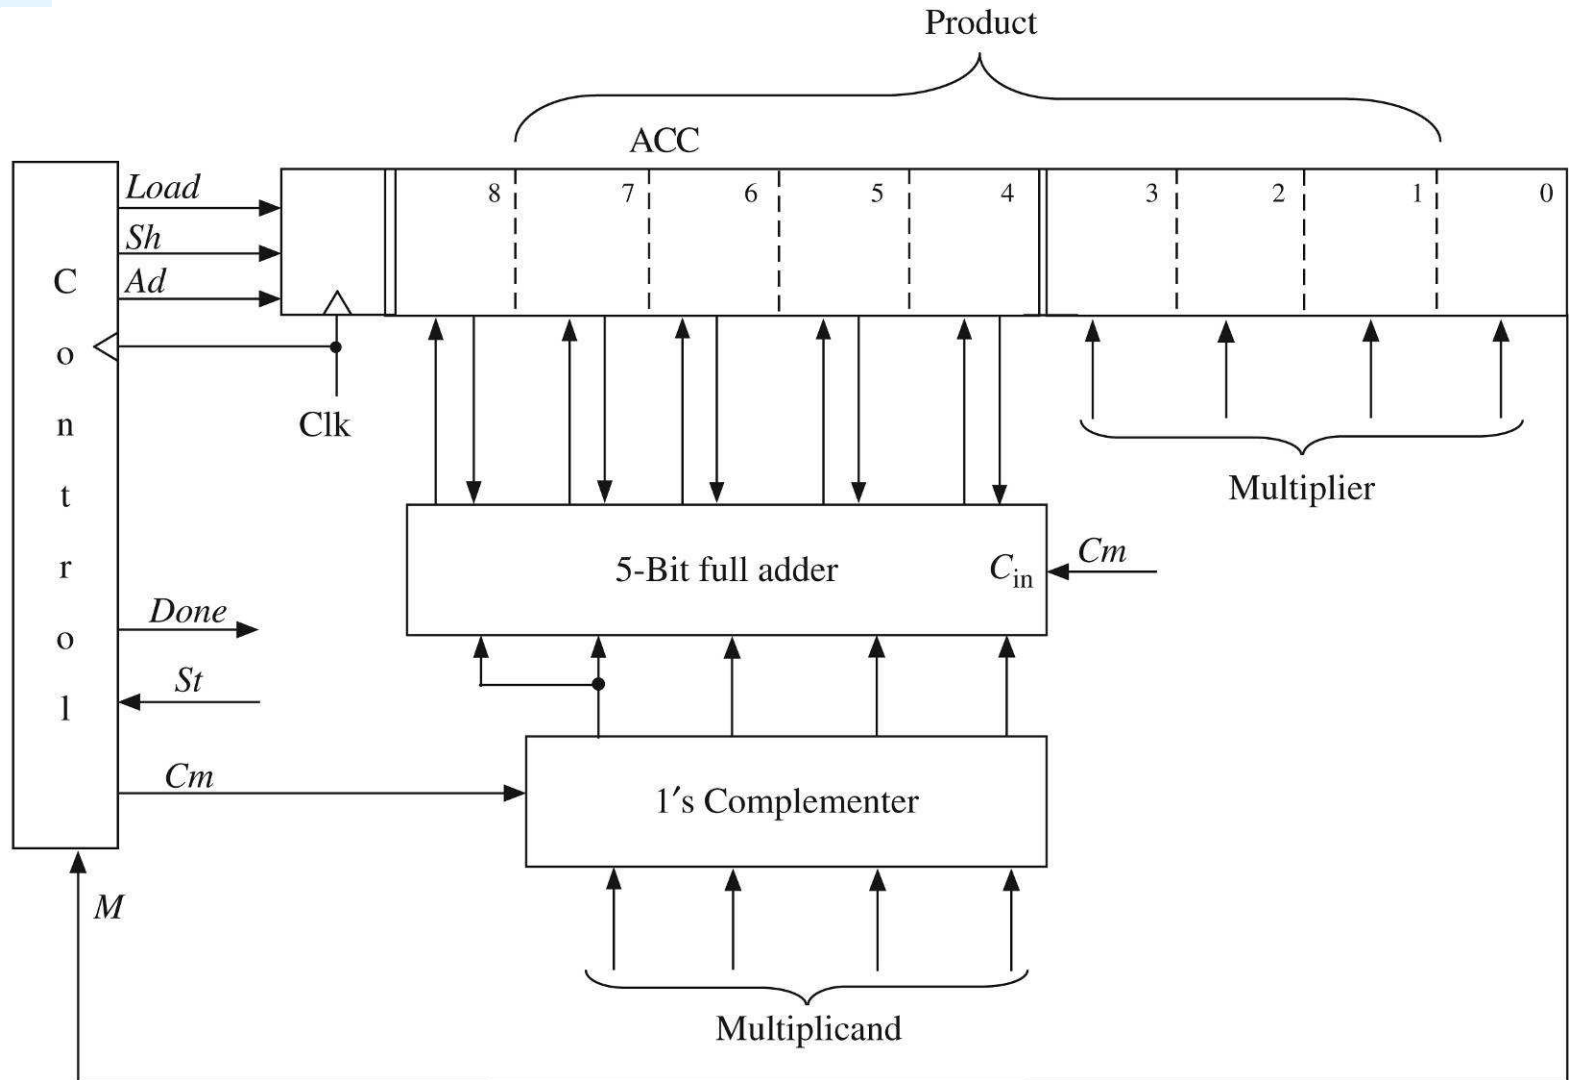 Product
ACC
Load
Sh
Ad
8 7 6 5 4 3 2 1 0
Control
Clk
Multiplier
5-Bit full adder
Cin
Cm
Done
St
Cm
1′s Complementer
M
Multiplicand